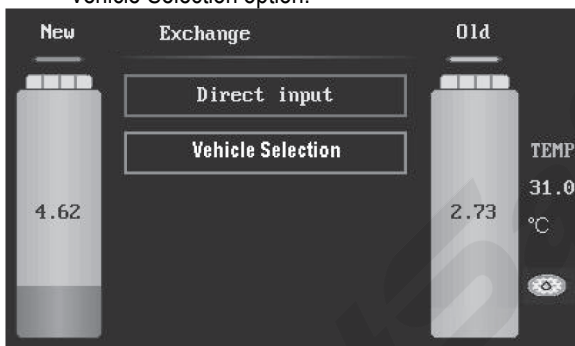 Vehicle Selection option.
New Exchange Old
Direct input
Vehicle Selection
TEMP
31.0
4.62 2.73
°C